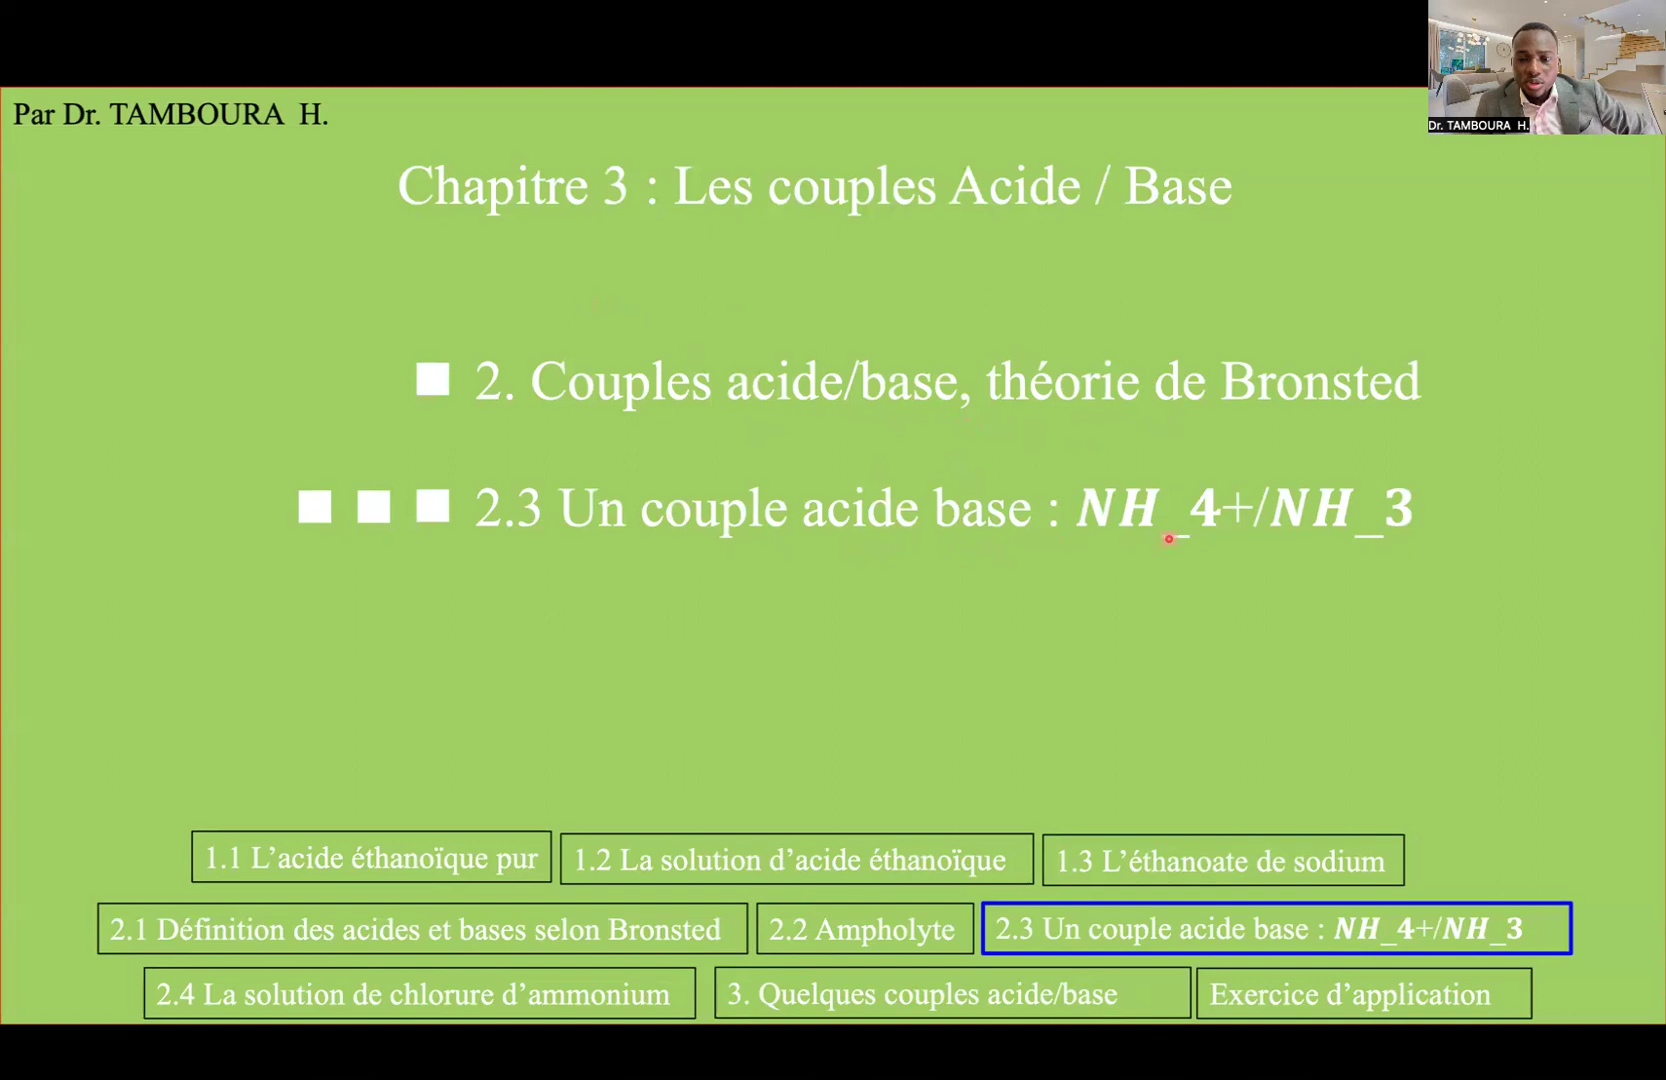 Dr. TAMBOURA H.
Par Dr. TAMBOURA H.
Chapitre 3 : Les couples Acide / Base
2. Couples acide/base, théorie de Bronsted
2.3 Un couple acide base : NH_4+/NH_3
1.1 L’acide éthanoïque pur
1.2 La solution d’acide éthanoïque
1.3 L’éthanoate de sodium
2.1 Définition des acides et bases selon Bronsted
2.2 Ampholyte
2.3 Un couple acide base : NH_4+/NH_3
2.4 La solution de chlorure d’ammonium
3. Quelques couples acide/base
Exercice d’application